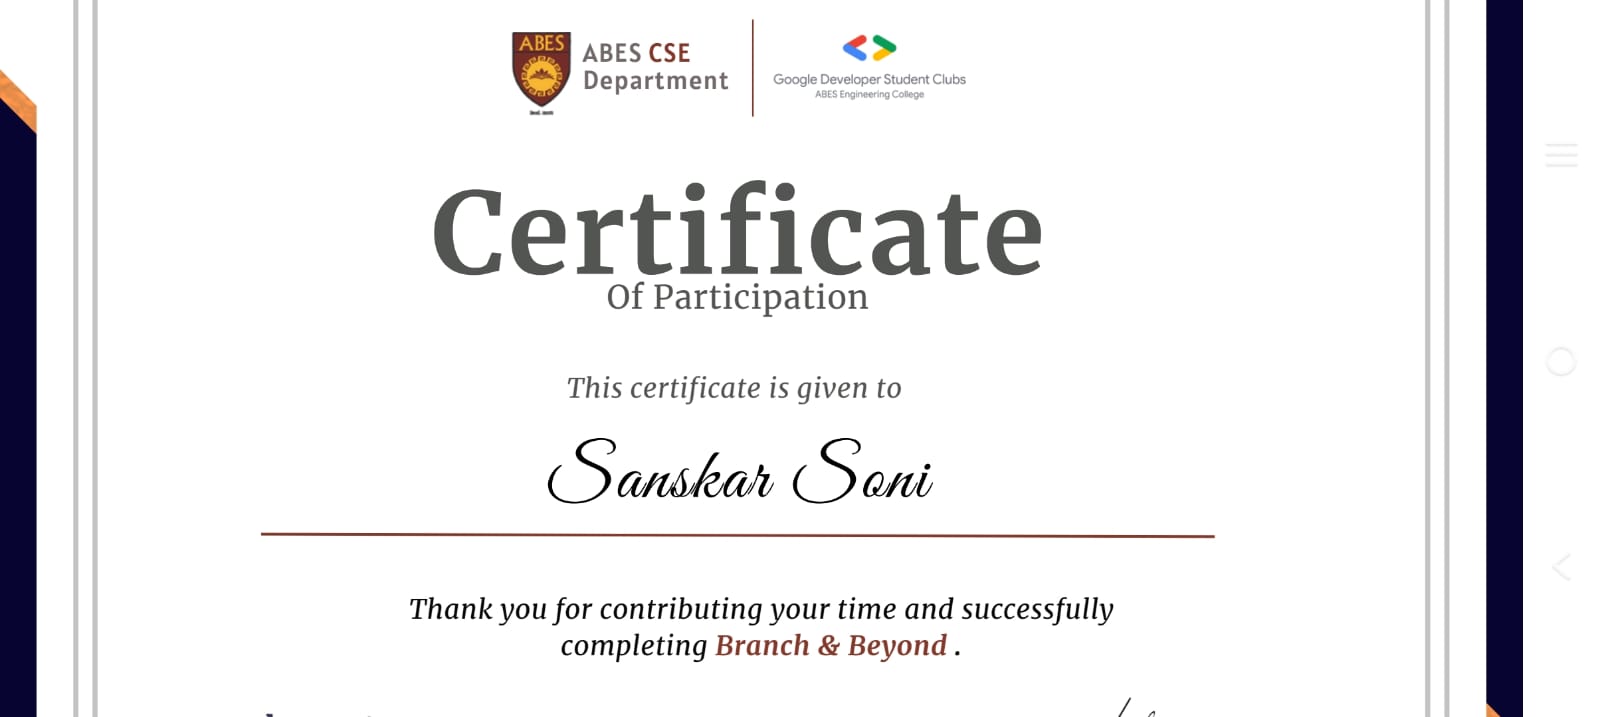 ABES
ABES CSE
Department
Google Developer Student Clubs
ABES Engineering College
Certificate
Of Participation
This certificate is given to
Sanskar Soni
Thank you for contributing your time and successfully
completing Branch & Beyond .